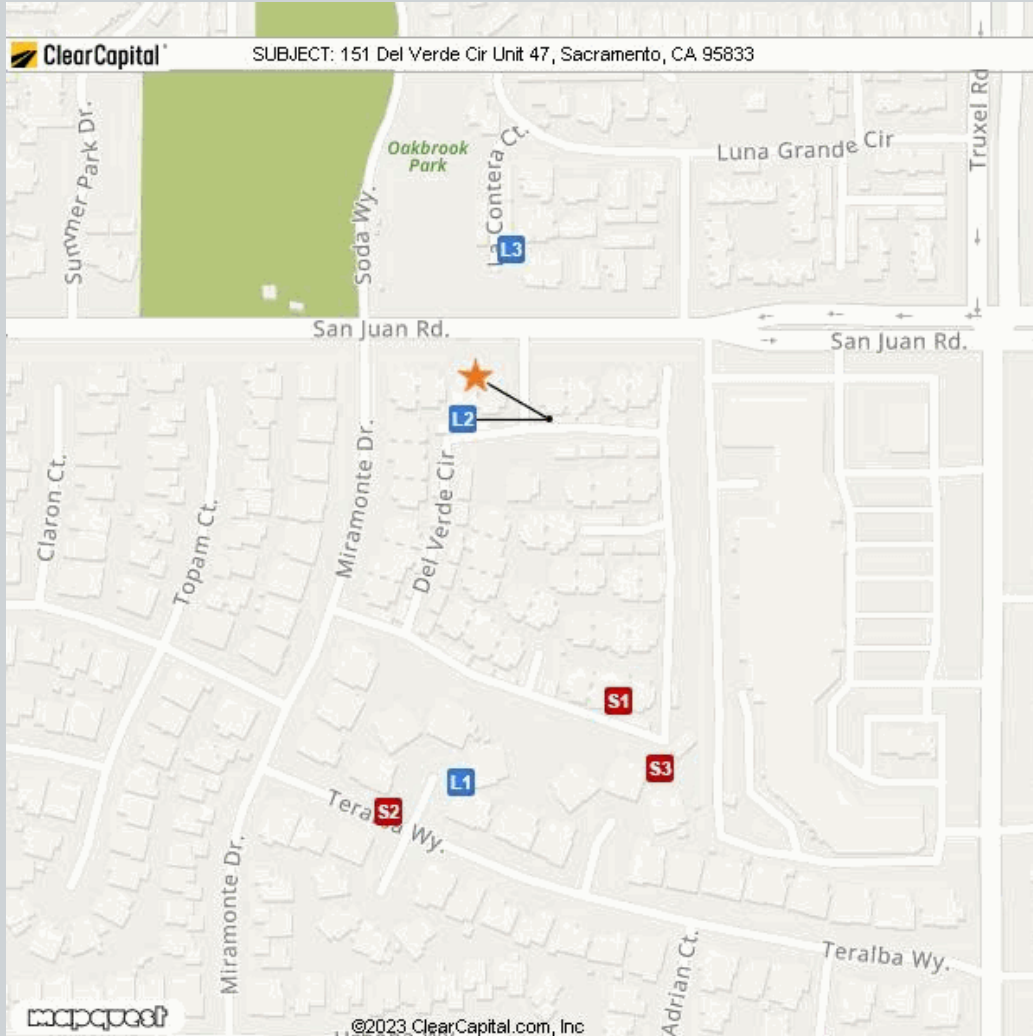 ClearCapital
SUBJECT: 151 Del Verde Cir Unit 47, Sacramento, CA 95833
Truxel Rd
Sumner Park Dr.
Oakbrook
Park
La Contera Ct.
Luna Grande Cir
Soda Wy.
L3
San Juan Rd.
San Juan Rd.
L2
Claron Ct.
Topam Ct.
Miramonte Dr.
Del Verde Cir
S1
S3
L1
S2
Teralba Wy.
Miramonte Dr.
Adrian Ct.
Teralba Wy.
mapquest
©2023 ClearCapital.com, Inc